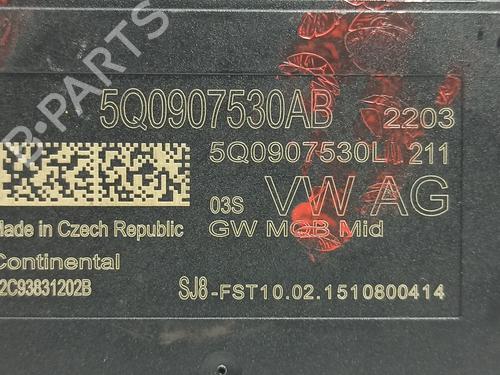 B-PARTS
5Q0907530AB 2203
5Q0907530L 211
03S VW AG
Made in Czech Republic GW MQB Mid
Continental
2C93831202B SJ8-FST10.02.1510800414